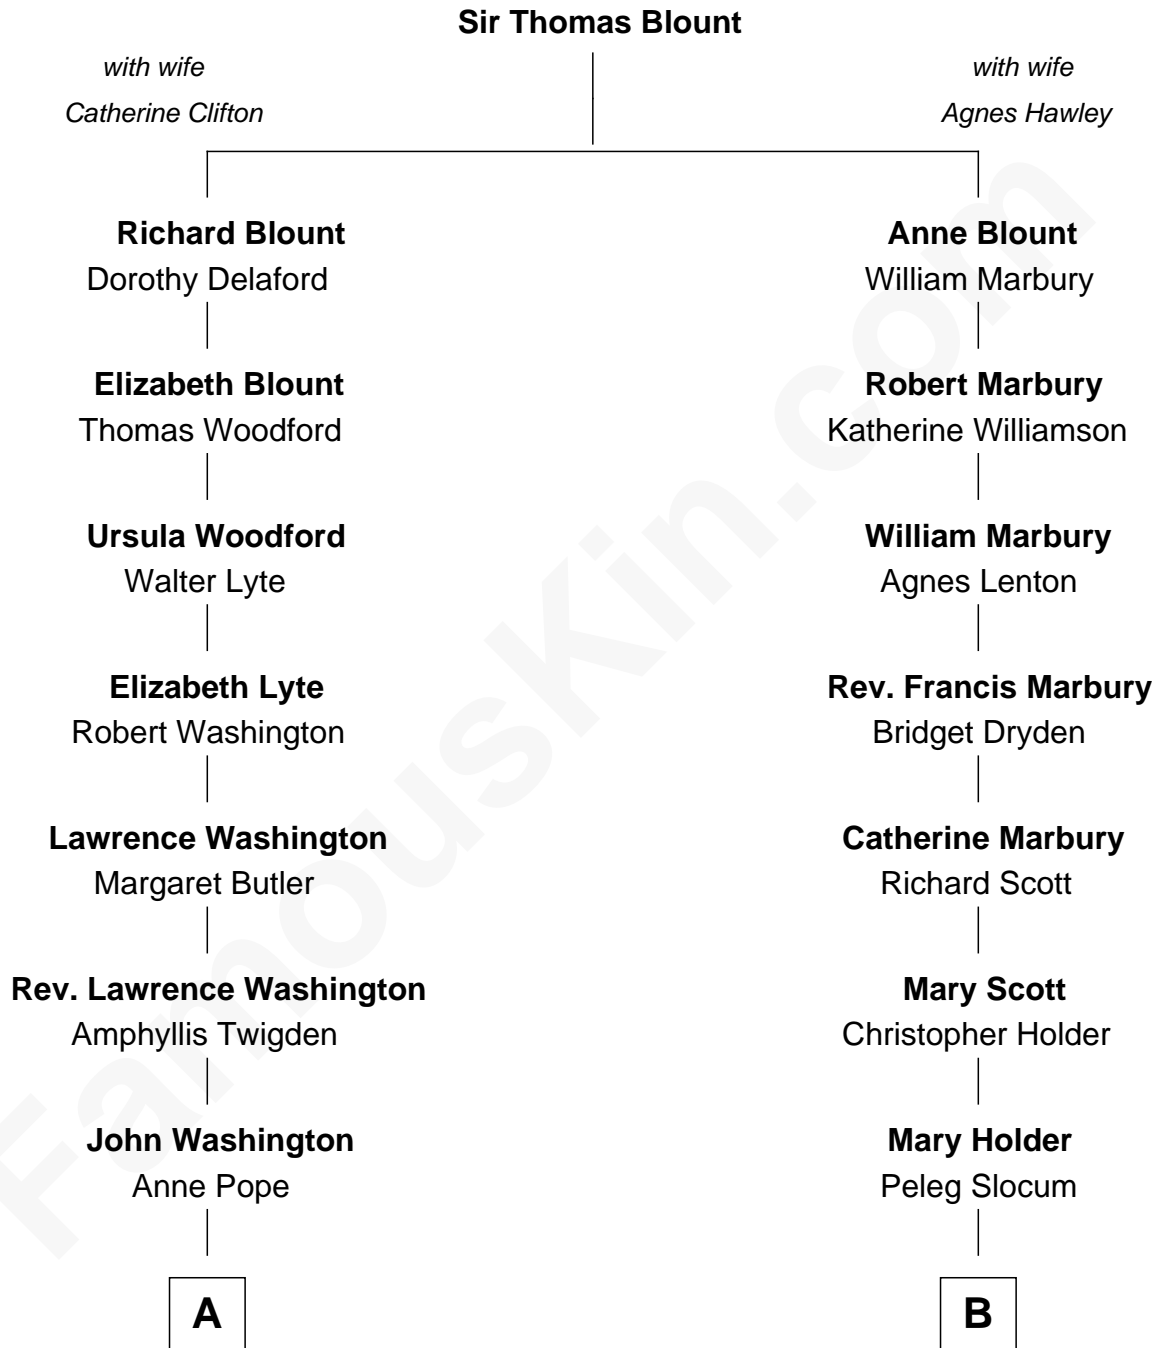 Sir Thomas Blount
with wife
Catherine Clifton
with wife
Agnes Hawley
Richard Blount
Dorothy Delaford
Anne Blount
William Marbury
Elizabeth Blount
Thomas Woodford
Robert Marbury
Katherine Williamson
Ursula Woodford
Walter Lyte
William Marbury
Agnes Lenton
Elizabeth Lyte
Robert Washington
Rev. Francis Marbury
Bridget Dryden
Lawrence Washington
Margaret Butler
Catherine Marbury
Richard Scott
Rev. Lawrence Washington
Amphyllis Twigden
Mary Scott
Christopher Holder
John Washington
Anne Pope
Mary Holder
Peleg Slocum
A
B
FamousKin.com